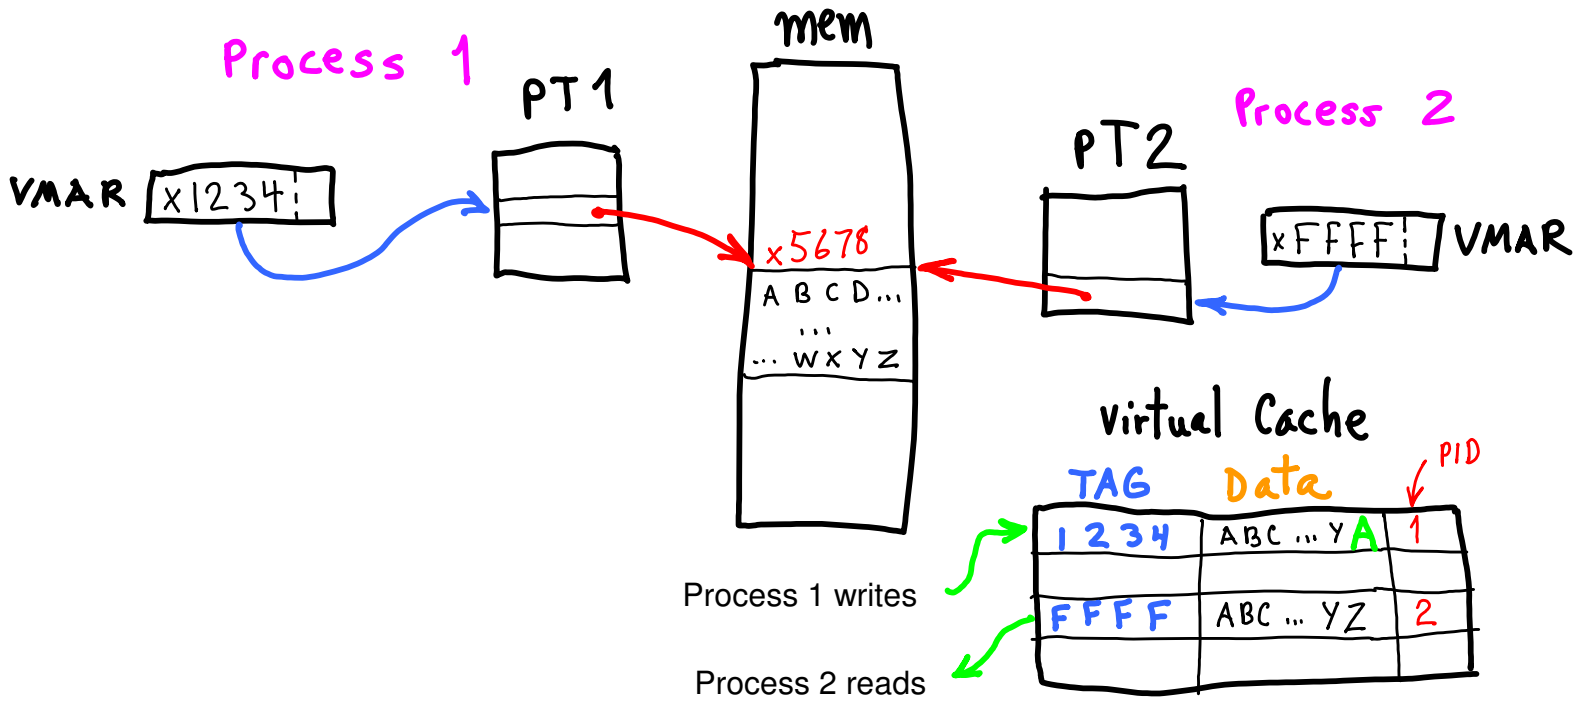 mem
Process 1
PT1
Process 2
PT2
VMAR
x1234
xFFFF
VMAR
x5678
A B C D...
...
... W X Y Z
Virtual Cache
PID
TAG
Data
1234
ABC ... YA
1
Process 1 writes
FFFF
ABC ... YZ
2
Process 2 reads